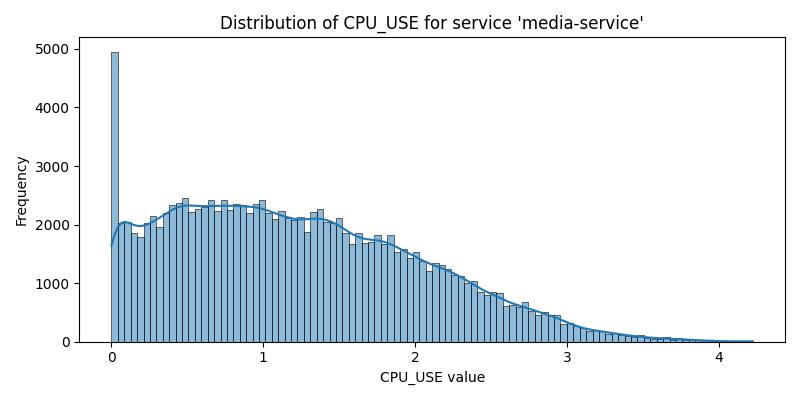 Distribution of CPU_USE for service 'media-service'
Frequency
5000
4000
3000
2000
1000
0
0 1 2 3 4
CPU_USE value